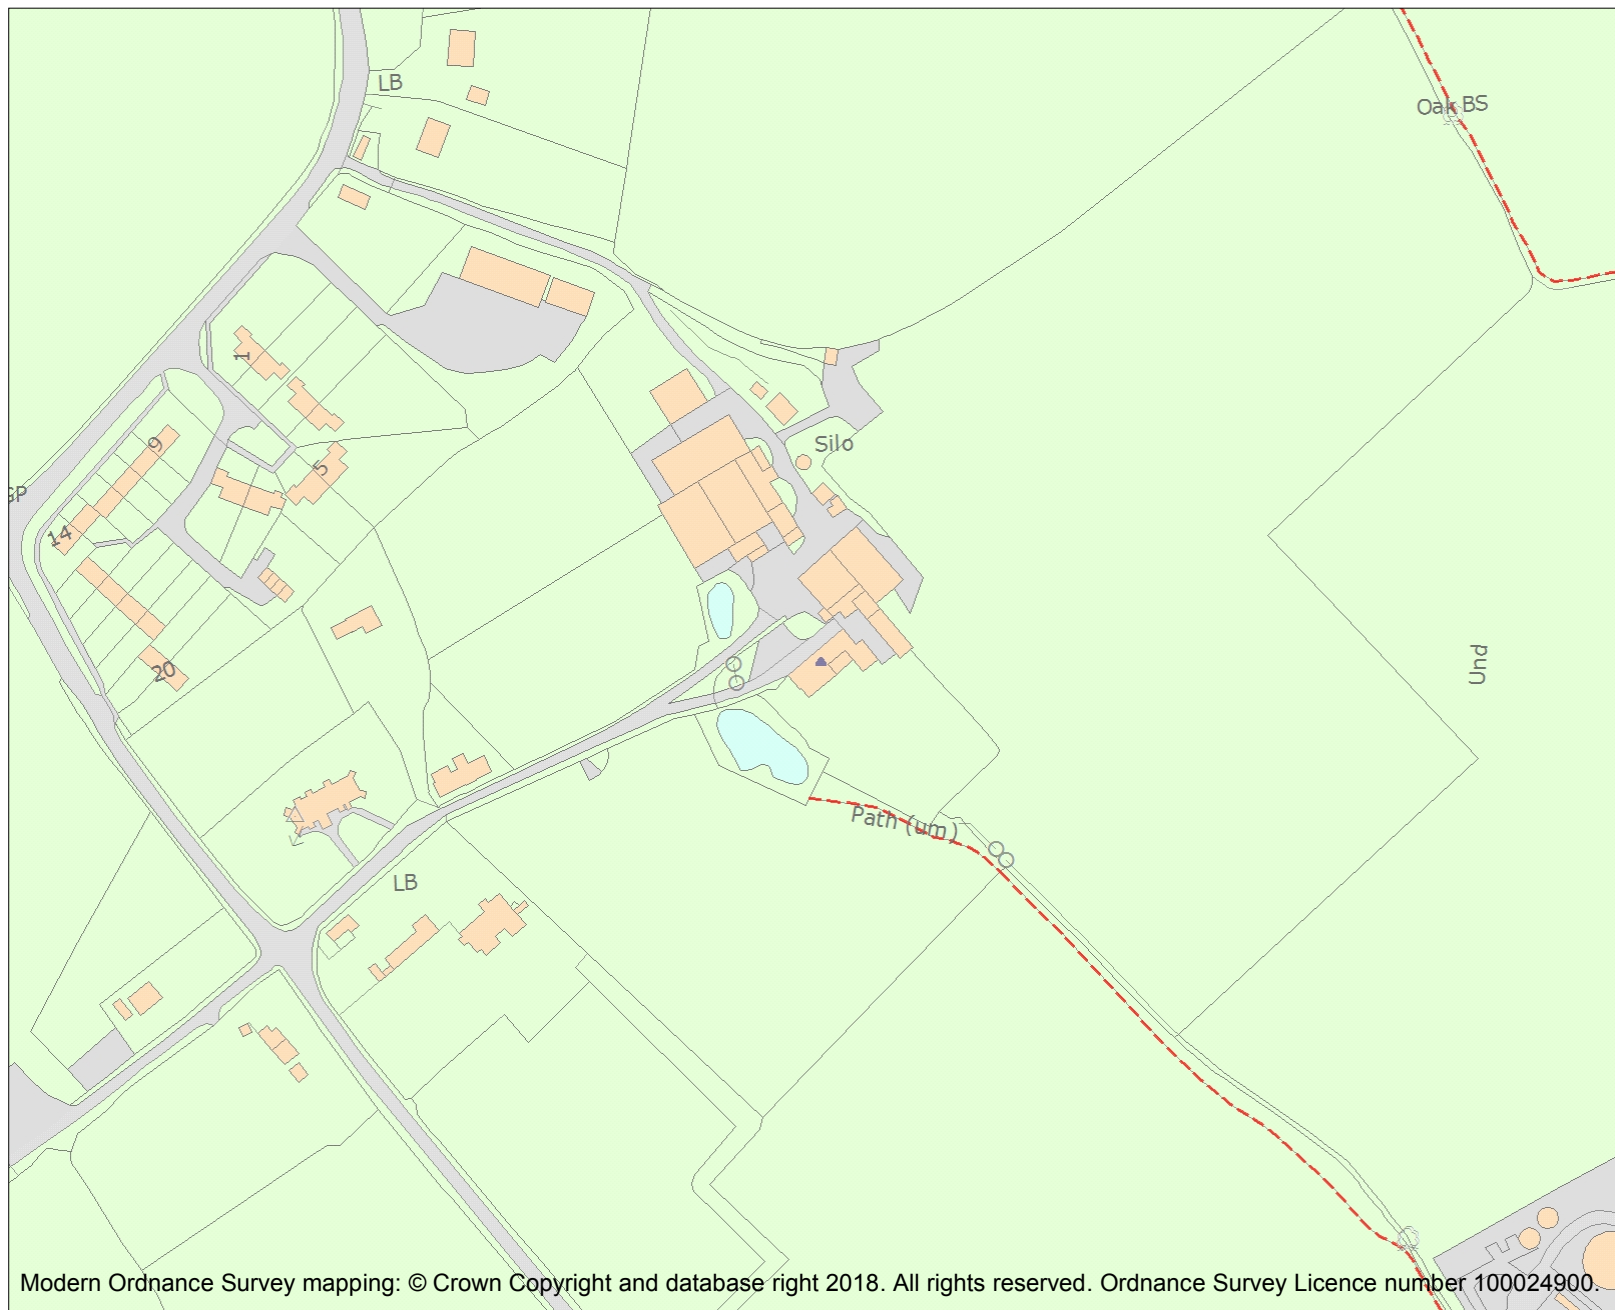 LB
Oak BS
1
Silo
9
5
GP
14
20
Und
Path (um)
LB
Modern Ordnance Survey mapping: © Crown Copyright and database right 2018. All rights reserved. Ordnance Survey Licence number 100024900.